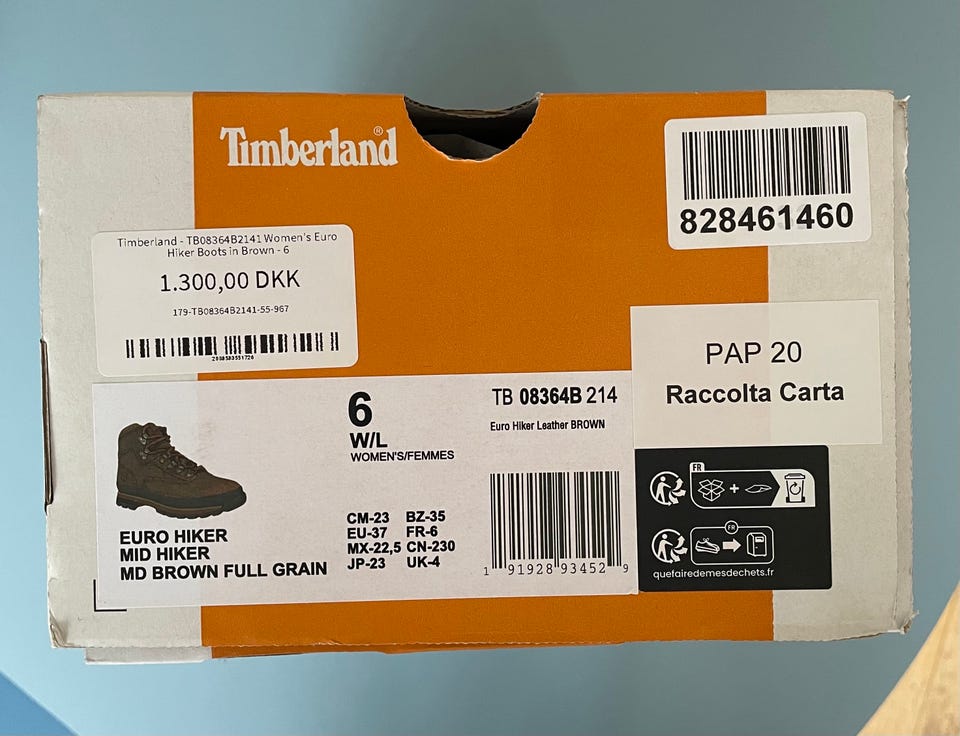 Timberland®
828461460
Timberland - TB08364B2141 Women's Euro
Hiker Boots in Brown - 6
1.300,00 DKK
179-TB08364B2141-55-967
PAP 20
Raccolta Carta
6
W/L
WOMEN'S/FEMMES
TB 08364B 214
Euro Hiker Leather BROWN
EURO HIKER
MID HIKER
MD BROWN FULL GRAIN
CM-23 BZ-35
EU-37 FR-6
MX-22,5 CN-230
JP-23 UK-4
1 91928 93452 9
FR
+
FR
quefairedemesdechets.fr